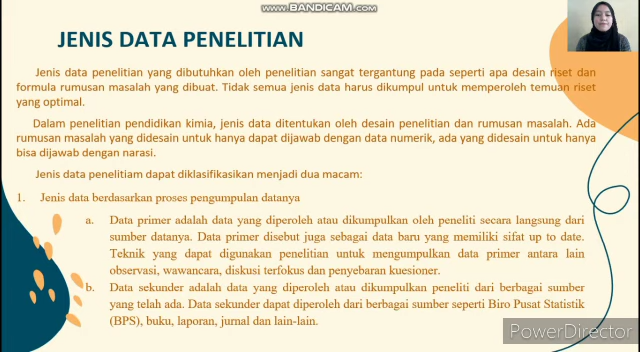 www.BANDICAM.com
JENIS DATA PENELITIAN
Jenis data penelitian yang dibutuhkan oleh penelitian sangat tergantung pada seperti apa desain riset dan
formula rumusan masalah yang dibuat. Tidak semua jenis data harus dikumpul untuk memperoleh temuan riset
yang optimal.
Dalam penelitian pendidikan kimia, jenis data ditentukan oleh desain penelitian dan rumusan masalah. Ada
rumusan masalah yang didesain untuk hanya dapat dijawab dengan data numerik, ada yang didesain untuk hanya
bisa dijawab dengan narasi.
Jenis data penelitiam dapat diklasifikasikan menjadi dua macam:
1. Jenis data berdasarkan proses pengumpulan datanya
a. Data primer adalah data yang diperoleh atau dikumpulkan oleh peneliti secara langsung dari
sumber datanya. Data primer disebut juga sebagai data baru yang memiliki sifat up to date.
Teknik yang dapat digunakan penelitian untuk mengumpulkan data primer antara lain
observasi, wawancara, diskusi terfokus dan penyebaran kuesioner.
b. Data sekunder adalah data yang diperoleh atau dikumpulkan peneliti dari berbagai sumber
yang telah ada. Data sekunder dapat diperoleh dari berbagai sumber seperti Biro Pusat Statistik
(BPS), buku, laporan, jurnal dan lain-lain.
PowerDirector